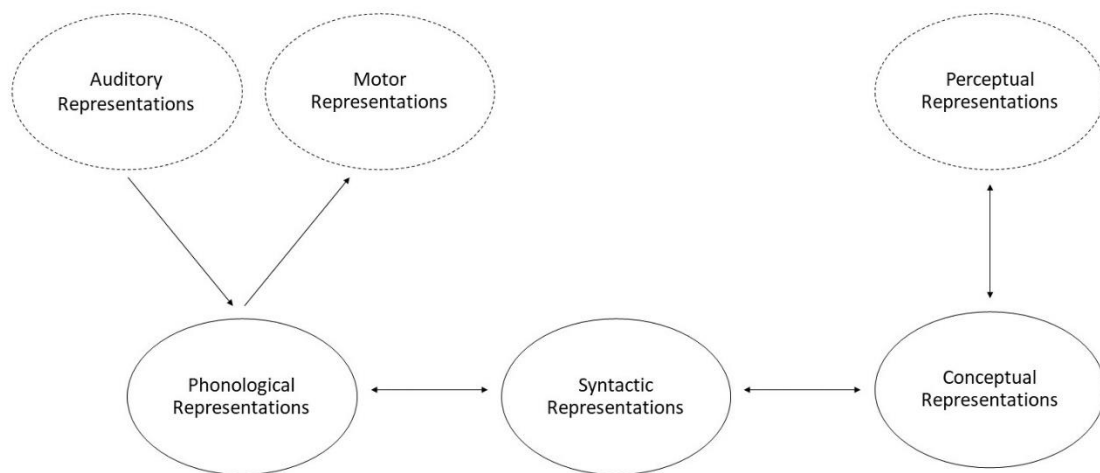 Auditory
Representations
Motor
Representations
Perceptual
Representations
Phonological
Representations
Syntactic
Representations
Conceptual
Representations